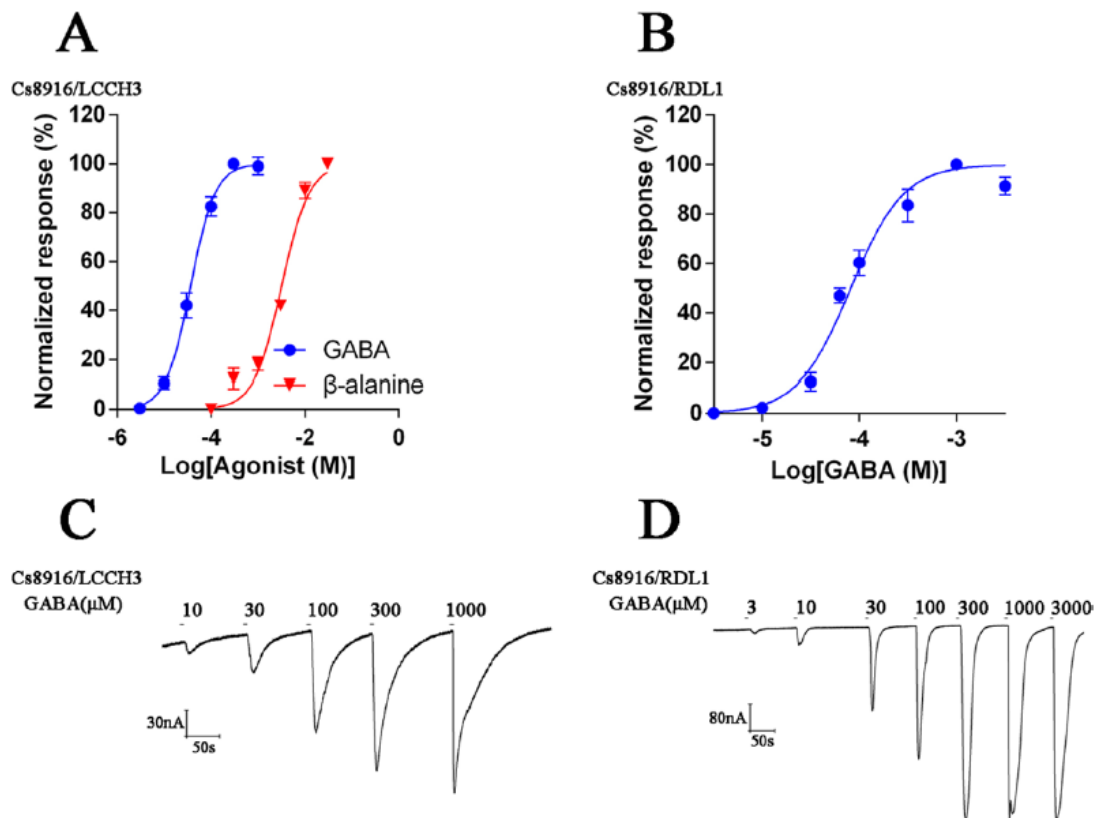 A
Cs8916/LCCH3
Normalized response (%)
120
100
80
60
40
20
0
GABA
β-alanine
-6 -4 -2 0
Log[Agonist (M)]
B
Cs8916/RDL1
Normalized response (%)
120
100
80
60
40
20
0
-5 -4 -3
Log[GABA (M)]
C
Cs8916/LCCH3
GABA(μM) 10 30 100 300 1000
30nA
50s
D
Cs8916/RDL1
GABA(μM) 3 10 30 100 300 1000 3000
80nA
50s